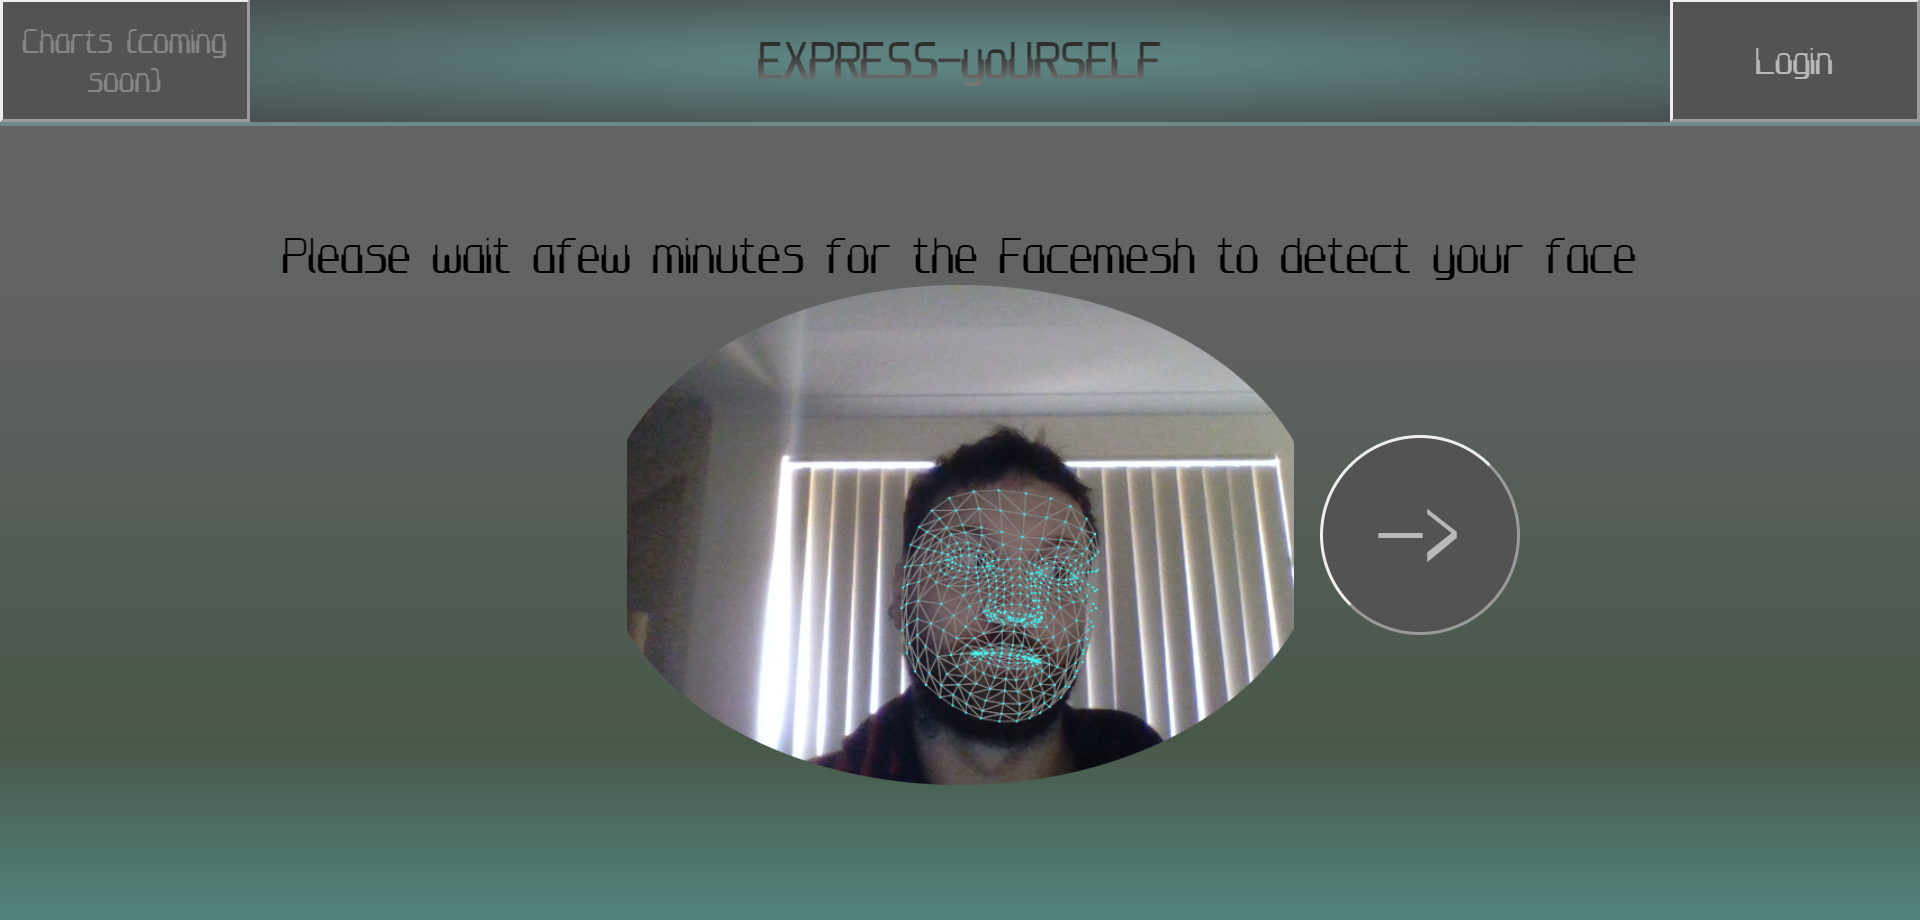 Charts (coming
soon)
EXPRESS-yoURSELF
Login
Please wait afew minutes for the Facemesh to detect your face
->